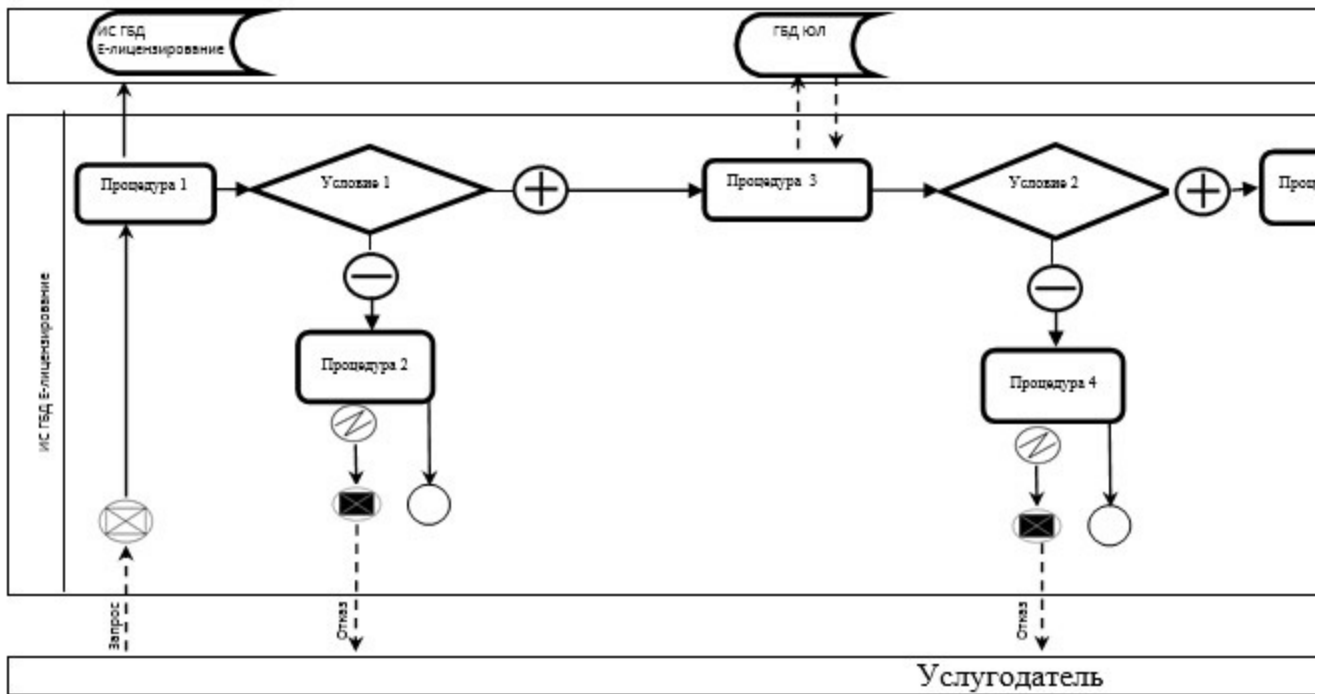 ИС ГБД
Е-лицензирование
ГБД ЮЛ
Процедура 1
Условие 1
Процедура 3
Условие 2
Процедура 2
Процедура 4
ИС ГБД Е-лицензирование
Запрос
Отказ
Отказ
Услугодатель